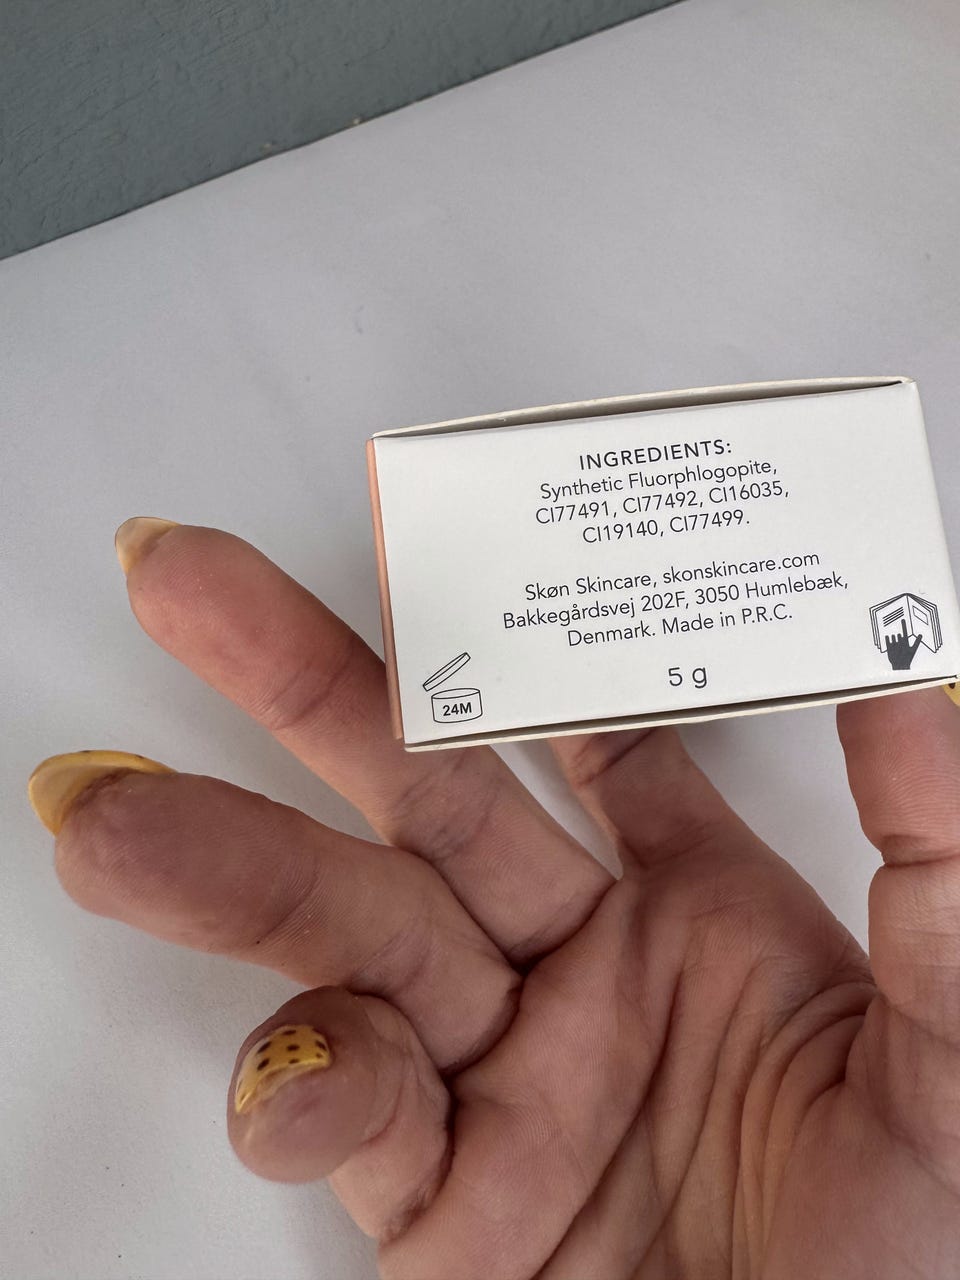 INGREDIENTS:
Synthetic Fluorphlogopite,
CI77491, CI77492, CI16035,
CI19140, CI77499.
Skøn Skincare, skonskincare.com
Bakkegårdsvej 202F, 3050 Humlebæk,
Denmark. Made in P.R.C.
5 g
24M